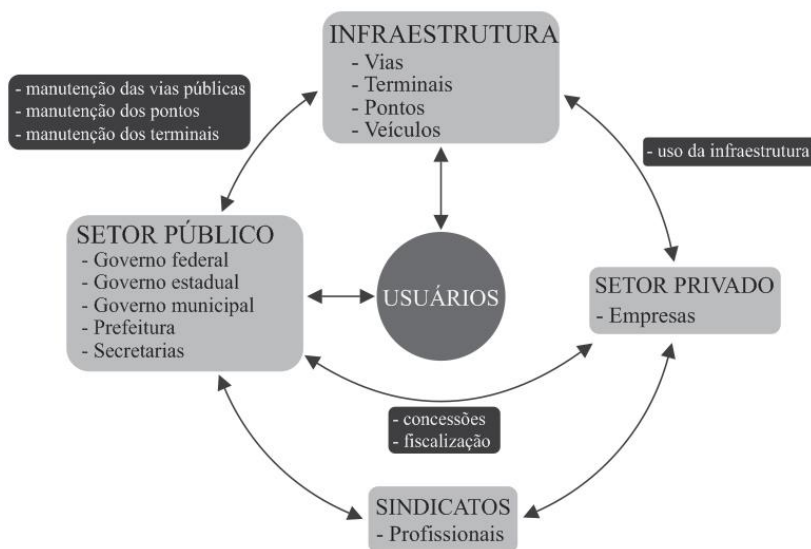 INFRAESTRUTURA
- Vias
- Terminais
- Pontos
- Veículos
- manutenção das vias públicas
- manutenção dos pontos
- manutenção dos terminais
- uso da infraestrutura
SETOR PÚBLICO
- Governo federal
- Governo estadual
- Governo municipal
- Prefeitura
- Secretarias
USUÁRIOS
SETOR PRIVADO
- Empresas
- concessões
- fiscalização
SINDICATOS
- Profissionais